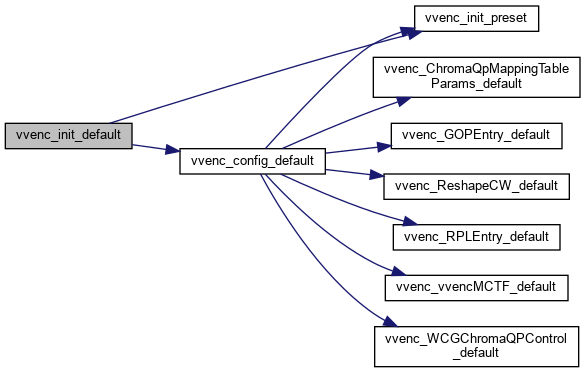 vvenc_init_default
vvenc_config_default
vvenc_init_preset
vvenc_ChromaQpMappingTable
Params_default
vvenc_GOPEntry_default
vvenc_ReshapeCW_default
vvenc_RPLEntry_default
vvenc_vvencMCTF_default
vvenc_WCGChromaQPControl
_default